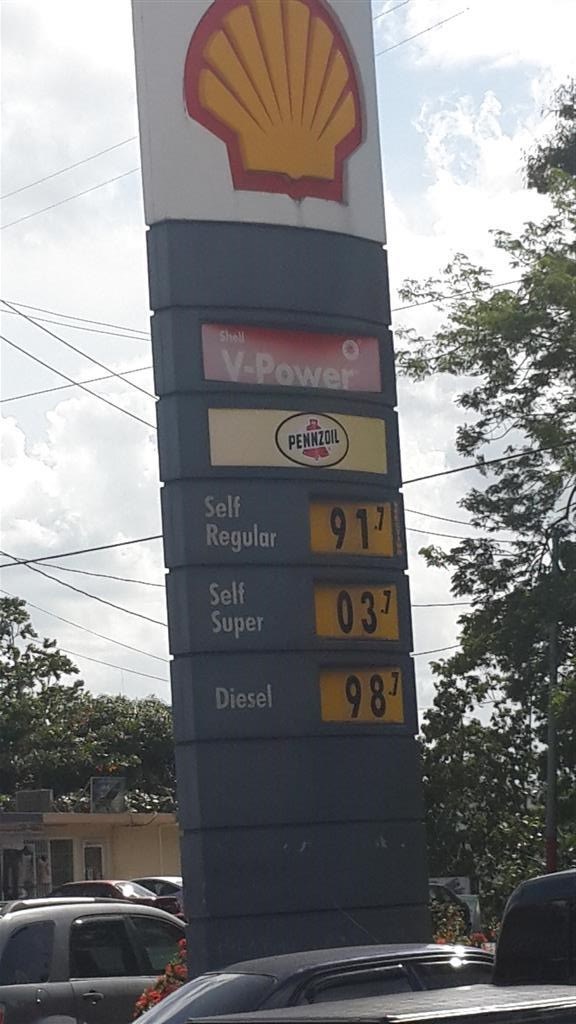 Shell
V-Power
PENNZOIL
Self
Regular
91.7
Self
Super
03.7
Diesel
98.7